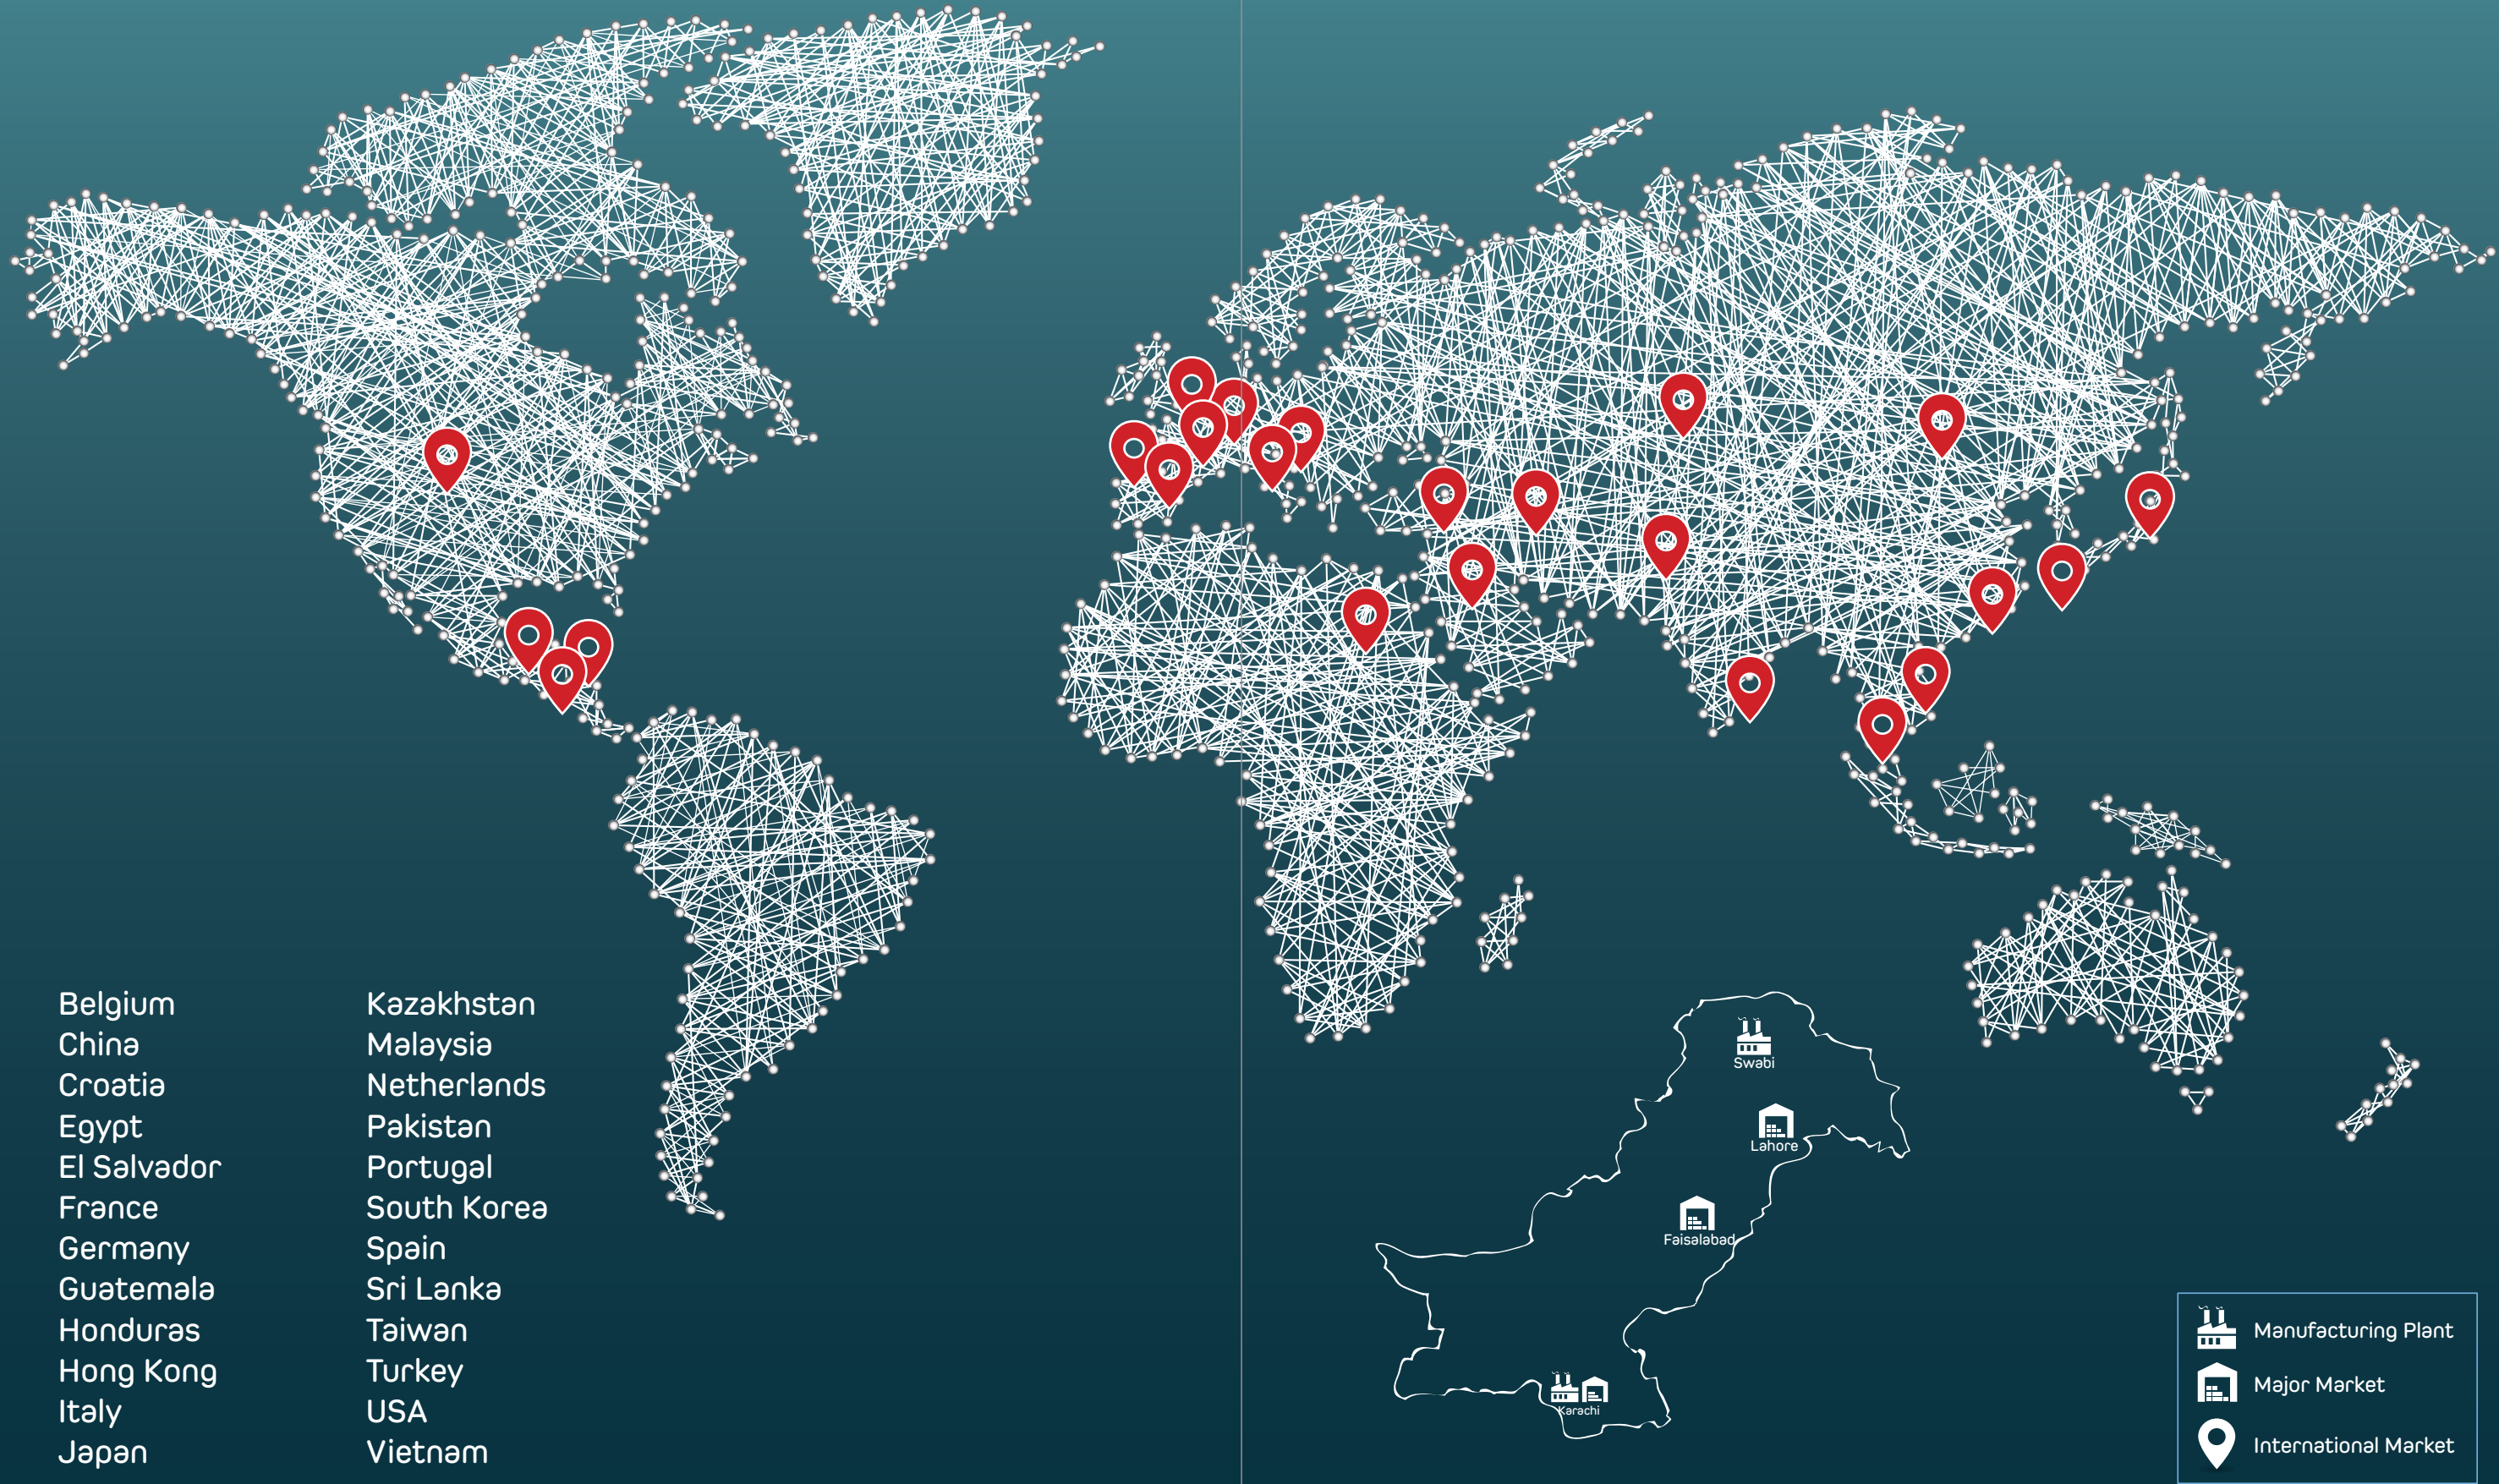 Belgium
China
Croatia
Egypt
El Salvador
France
Germany
Guatemala
Honduras
Hong Kong
Italy
Japan
Kazakhstan
Malaysia
Netherlands
Pakistan
Portugal
South Korea
Spain
Sri Lanka
Taiwan
Turkey
USA
Vietnam
Swabi
Lahore
Faisalabad
Karachi
Manufacturing Plant
Major Market
International Market